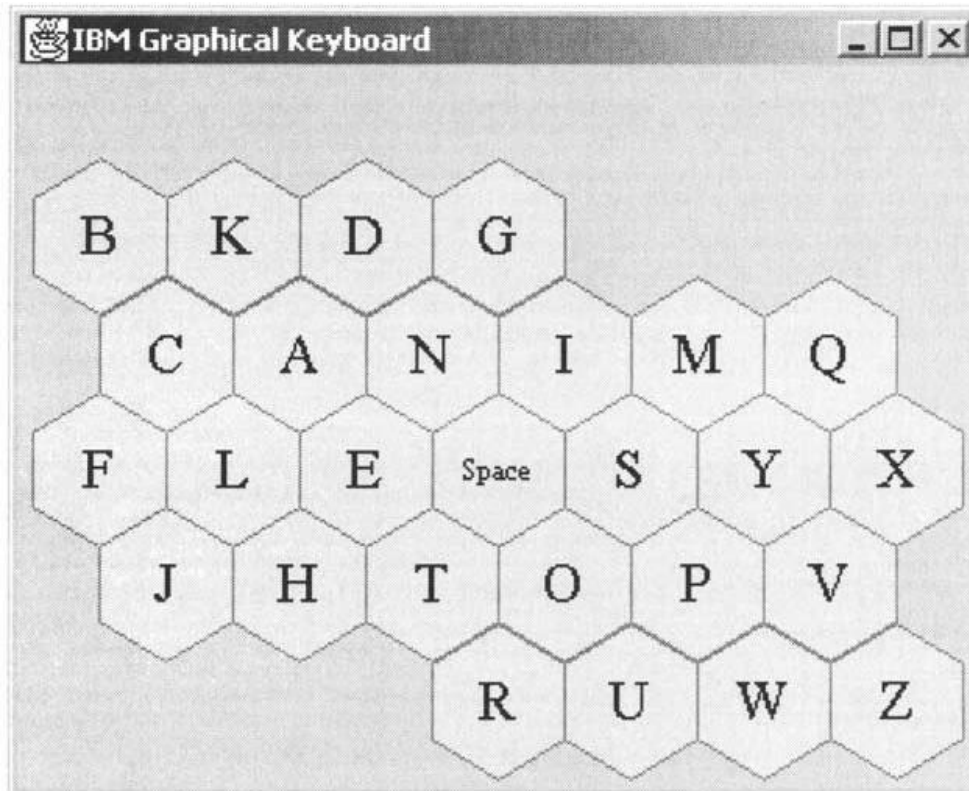 IBM Graphical Keyboard
B K D G
C A N I M Q
F L E Space S Y X
J H T O P V
R U W Z